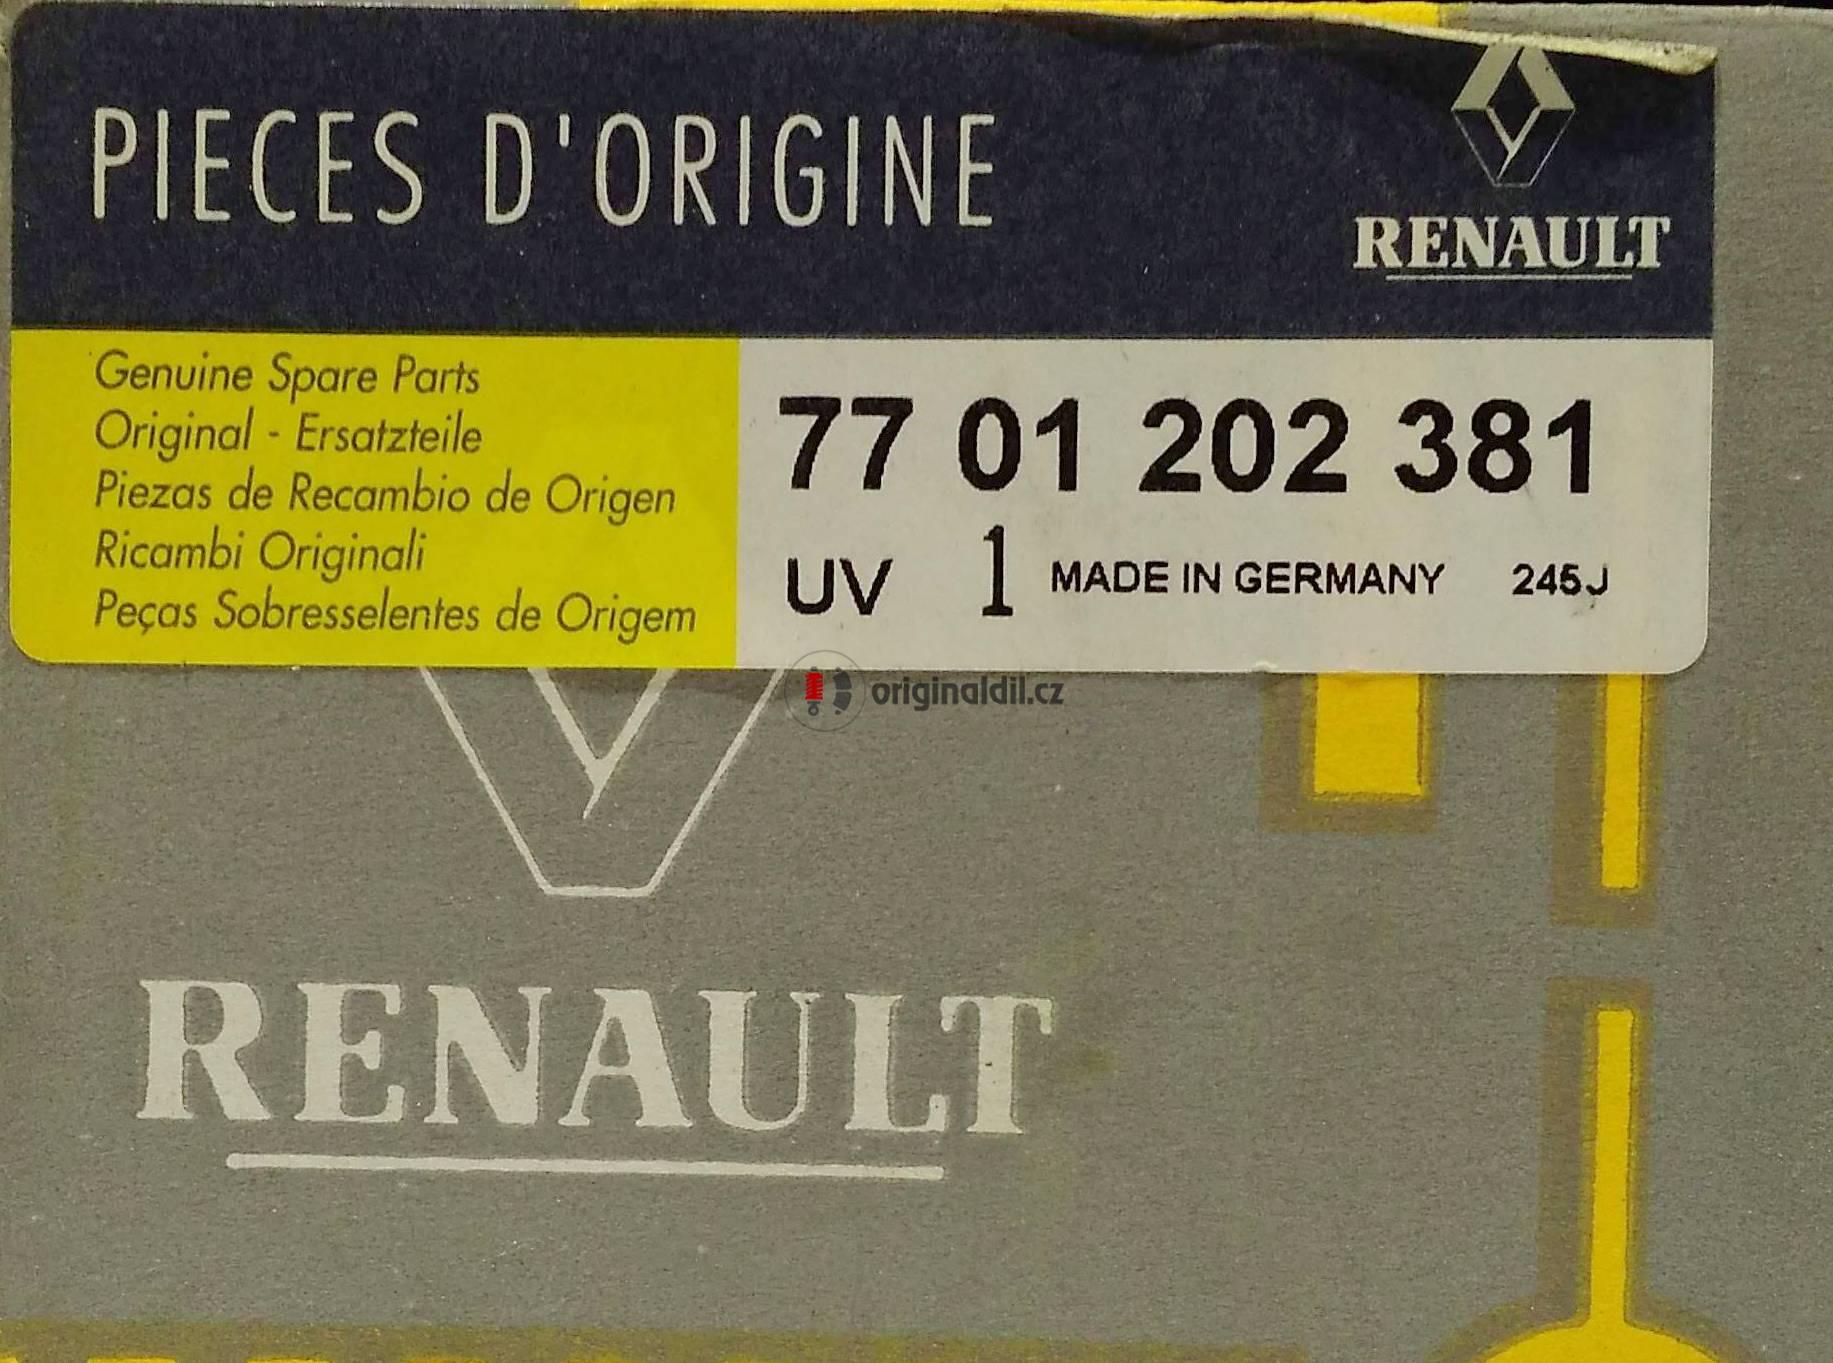 PIECES D'ORIGINE
RENAULT
Genuine Spare Parts
Original - Ersatzteile
Piezas de Recambio de Origen
Ricambi Originali
Peças Sobresselentes de Origem
77 01 202 381
UV 1 MADE IN GERMANY 245J
originaldil.cz
RENAULT